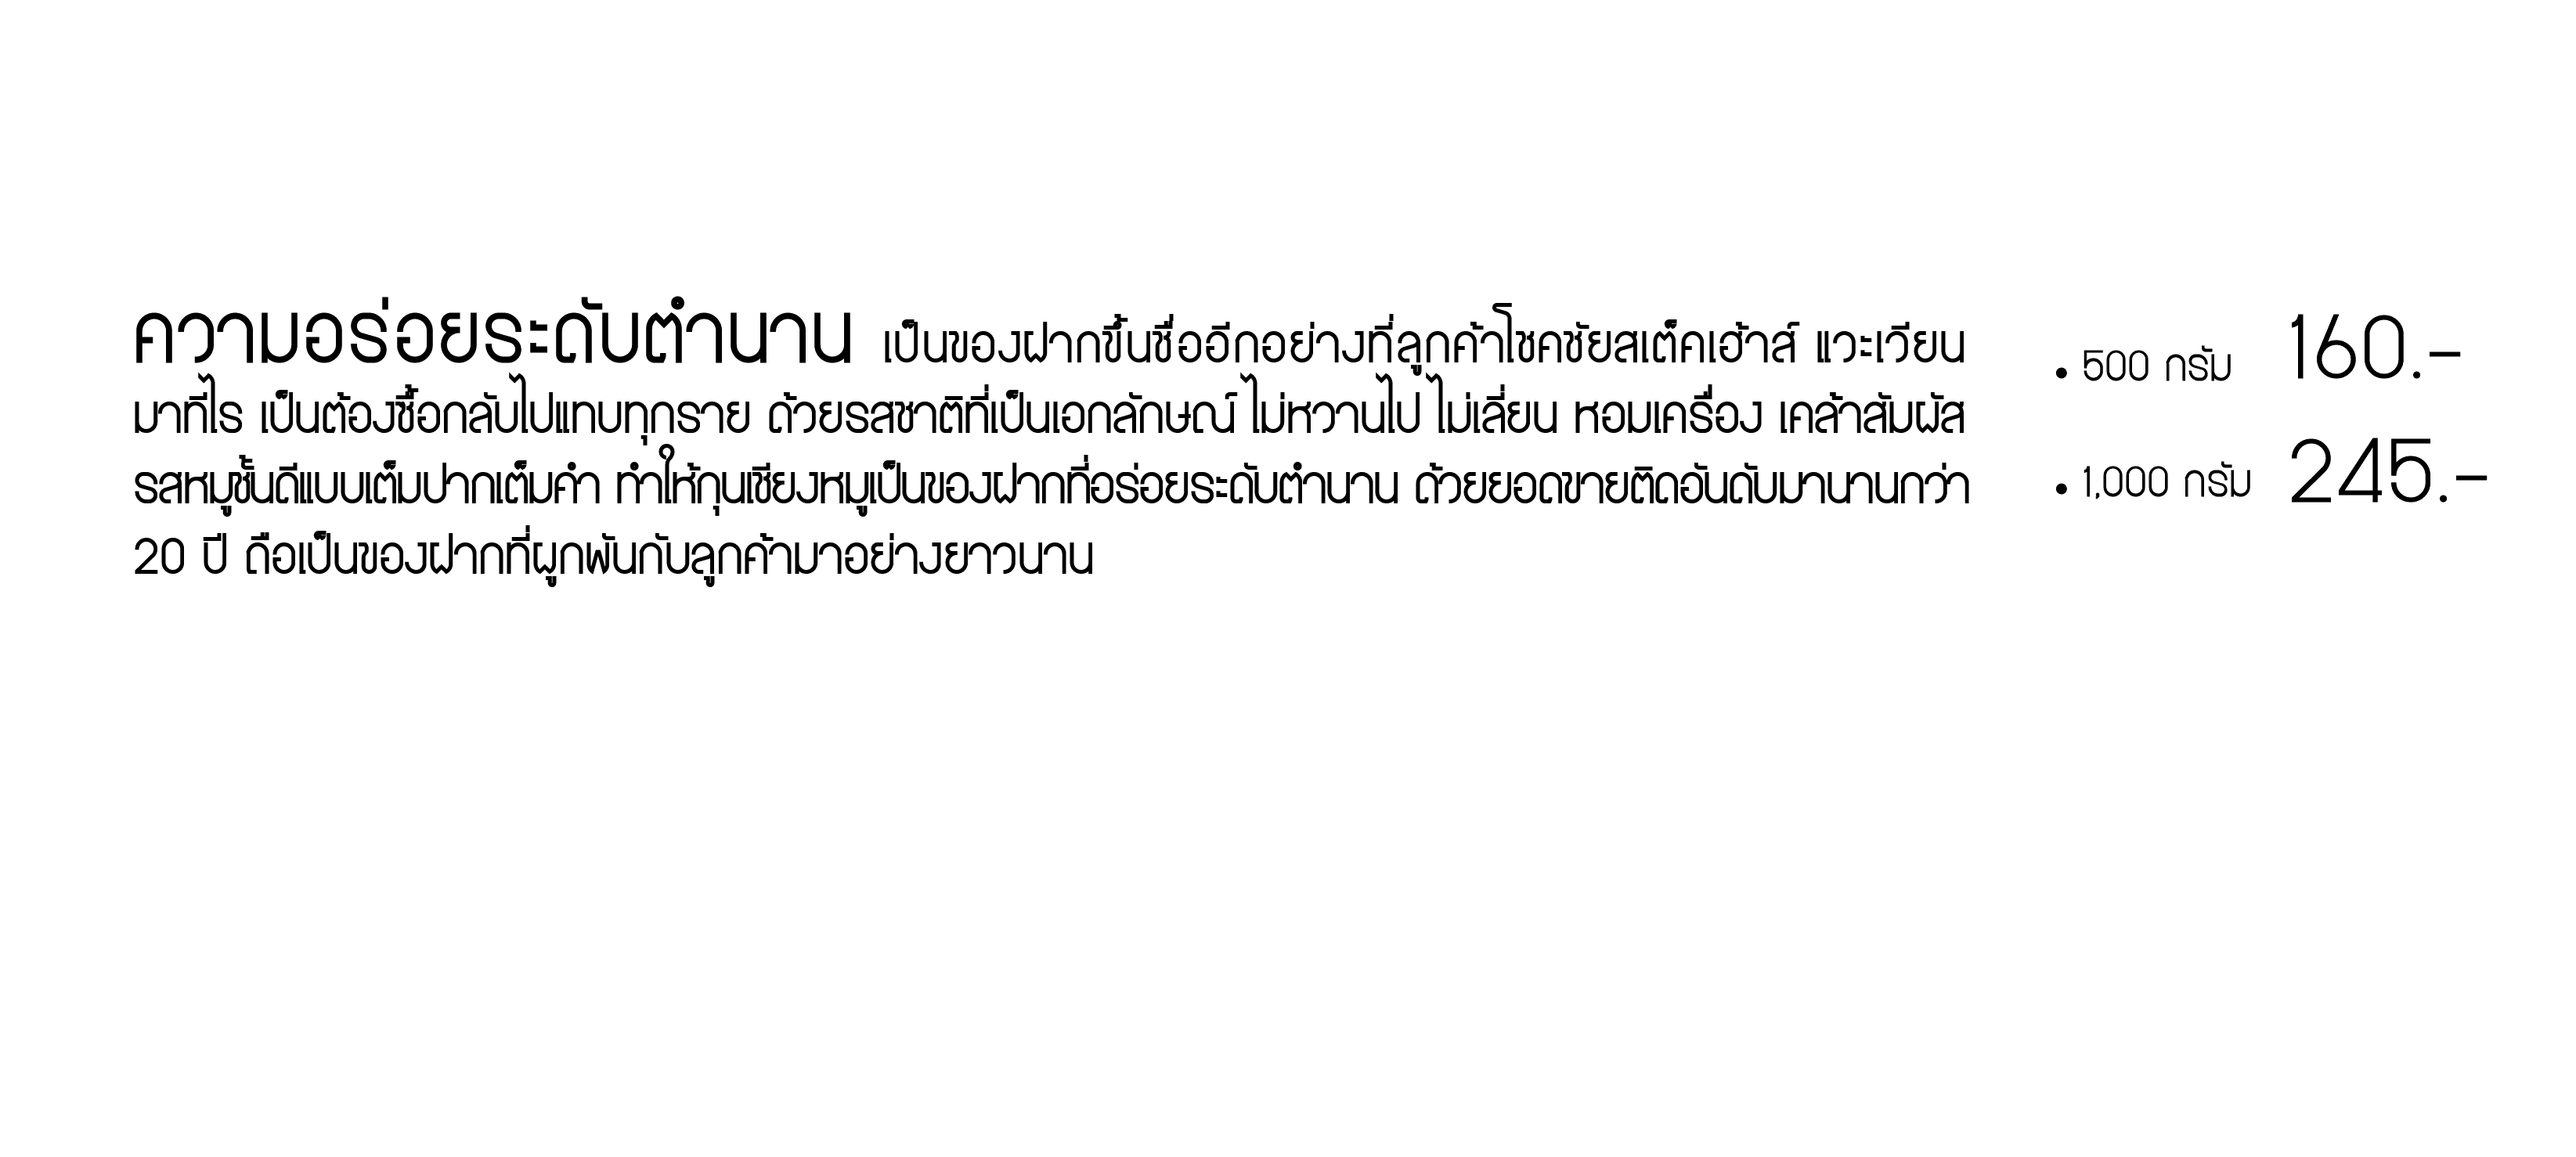 ความอร่อยระดับตำนาน เป็นของฝากขึ้นชื่ออีกอย่างที่ลูกค้าโชคชัยสเต็คเฮ้าส์ แวะเวียน
มาที่ไร เป็นต้องซื้อกลับไปแทบทุกราย ด้วยรสชาติที่เป็นเอกลักษณ์ ไม่หวานไป ไม่เลี่ยน หอมเครื่อง เคล้าสัมผัส
รสหมูชั้นดีแบบเต็มปากเต็มคำ ทำให้กุนเชียงหมูเป็นของฝากที่อร่อยระดับตำนาน ด้วยยอดขายติดอันดับมานานกว่า
20 ปี ดือเป็นของฝากที่ผูกพันกับลูกค้ามาอย่างยาวนาน
• 500 กรัม 160.-
• 1,000 กรัม 245.-